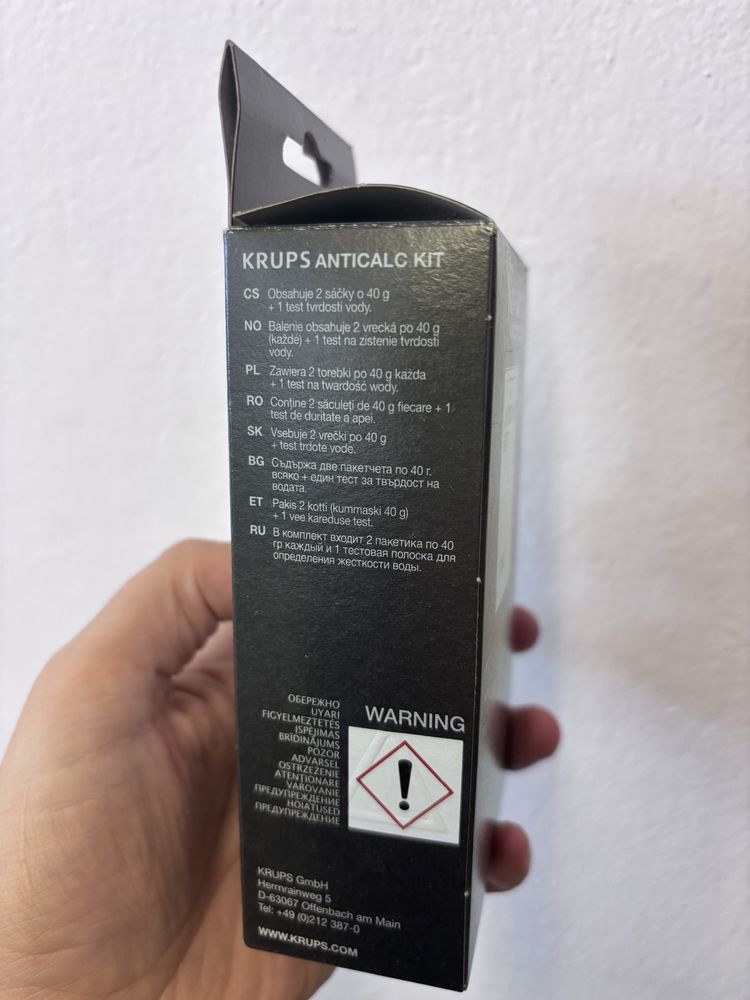 KRUPS ANTICALC KIT
CS Obsahuje 2 sáčky o 40 g
+ 1 test tvrdosti vody.
NO Balenie obsahuje 2 vrecká po 40 g
(každé) + 1 test na zistenie tvrdosti
vody.
PL Zawiera 2 torebki po 40 g każda
+ 1 test na twardość wody.
RO Conține 2 săculeți de 40 g fiecare + 1
test de duritate a apei.
SK Vsebuje 2 vrečki po 40 g
+ test trdote vode.
BG Съдържа две пакетчета по 40 г.
всяко + един тест за твърдост на
водата.
ET Pakis 2 kotti (kummaski 40 g)
+ 1 vee kareduse test.
RU В комплект входит 2 пакетика по 40
гр каждый и 1 тестовая полоска для
определения жесткости воды.
ОБЕРЕЖНО
UYARI
FIGYELMEZTETÉS
ĮSPĖJIMAS
BRĪDINĀJUMS
POZOR
ADVARSEL
OSTRZEŻENIE
ATENȚIONARE
VAROVANIE
ПРЕДУПРЕЖДЕНИЕ
HOIATUSED
ПРЕДУПРЕЖДЕНИЕ
WARNING
KRUPS GmbH
Herrnrainweg 5
D-63067 Offenbach am Main
Tel: +49 (0)212 387-0
WWW.KRUPS.COM